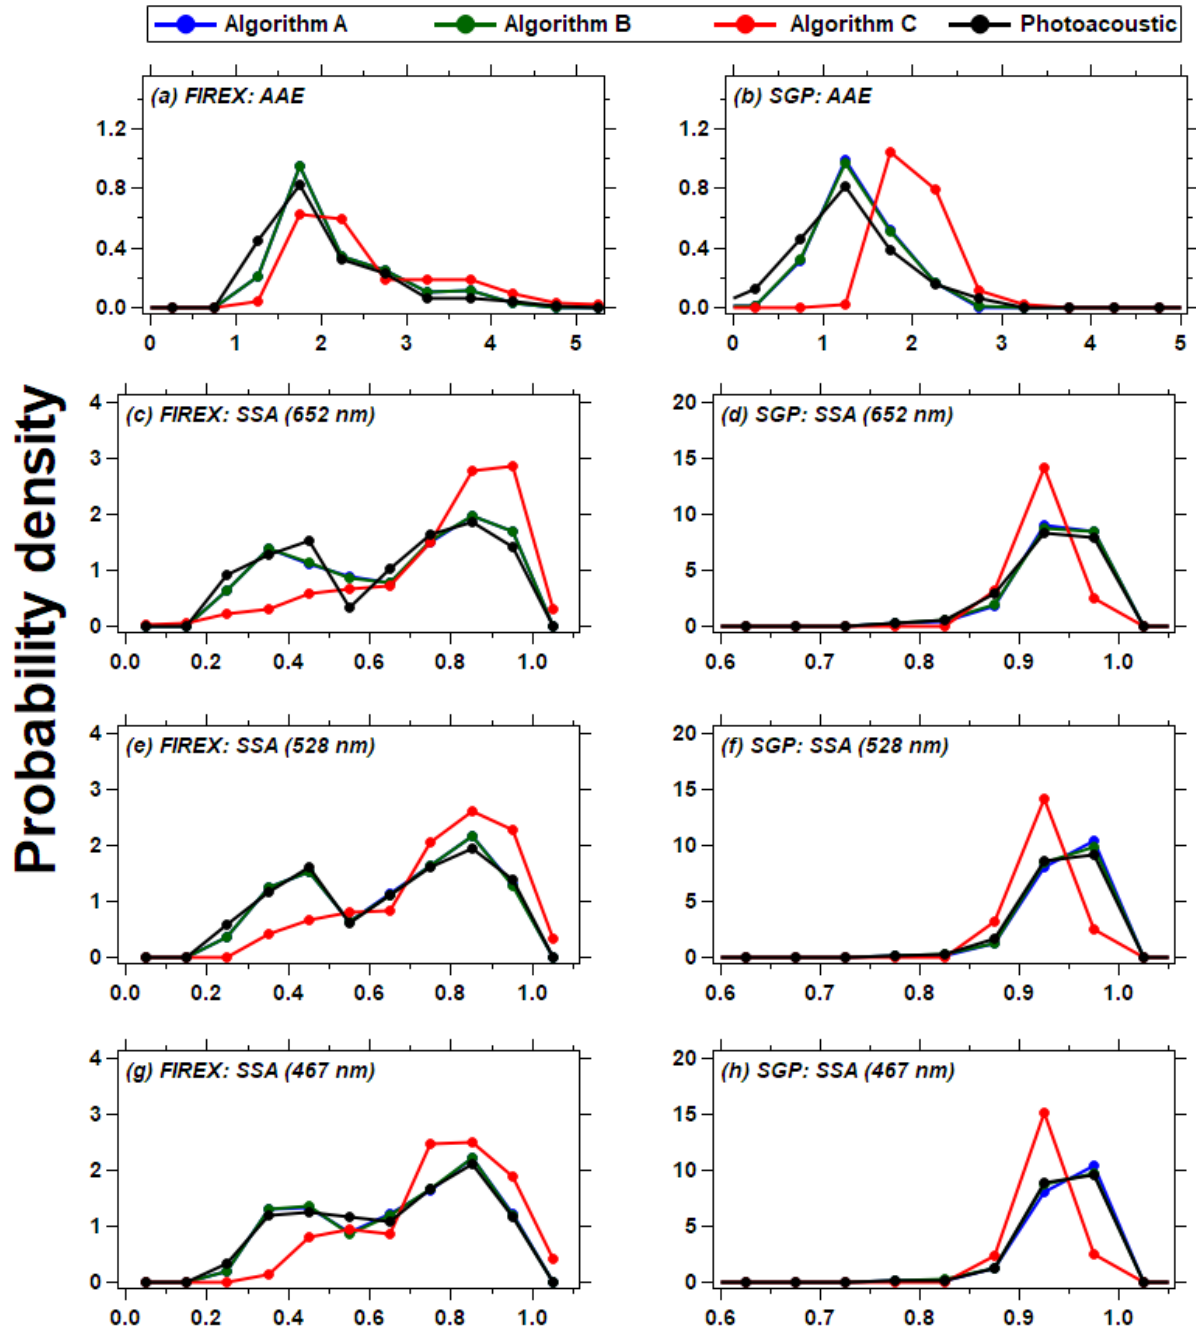 Algorithm A Algorithm B Algorithm C Photoacoustic
(a) FIREX: AAE
1.2
0.8
0.4
0.0
0 1 2 3 4 5
(b) SGP: AAE
1.2
0.8
0.4
0.0
0 1 2 3 4 5
Probability density
(c) FIREX: SSA (652 nm)
4
3
2
1
0
0.0 0.2 0.4 0.6 0.8 1.0
(d) SGP: SSA (652 nm)
20
15
10
5
0
0.6 0.7 0.8 0.9 1.0
(e) FIREX: SSA (528 nm)
4
3
2
1
0
0.0 0.2 0.4 0.6 0.8 1.0
(f) SGP: SSA (528 nm)
20
15
10
5
0
0.6 0.7 0.8 0.9 1.0
(g) FIREX: SSA (467 nm)
4
3
2
1
0
0.0 0.2 0.4 0.6 0.8 1.0
(h) SGP: SSA (467 nm)
20
15
10
5
0
0.6 0.7 0.8 0.9 1.0